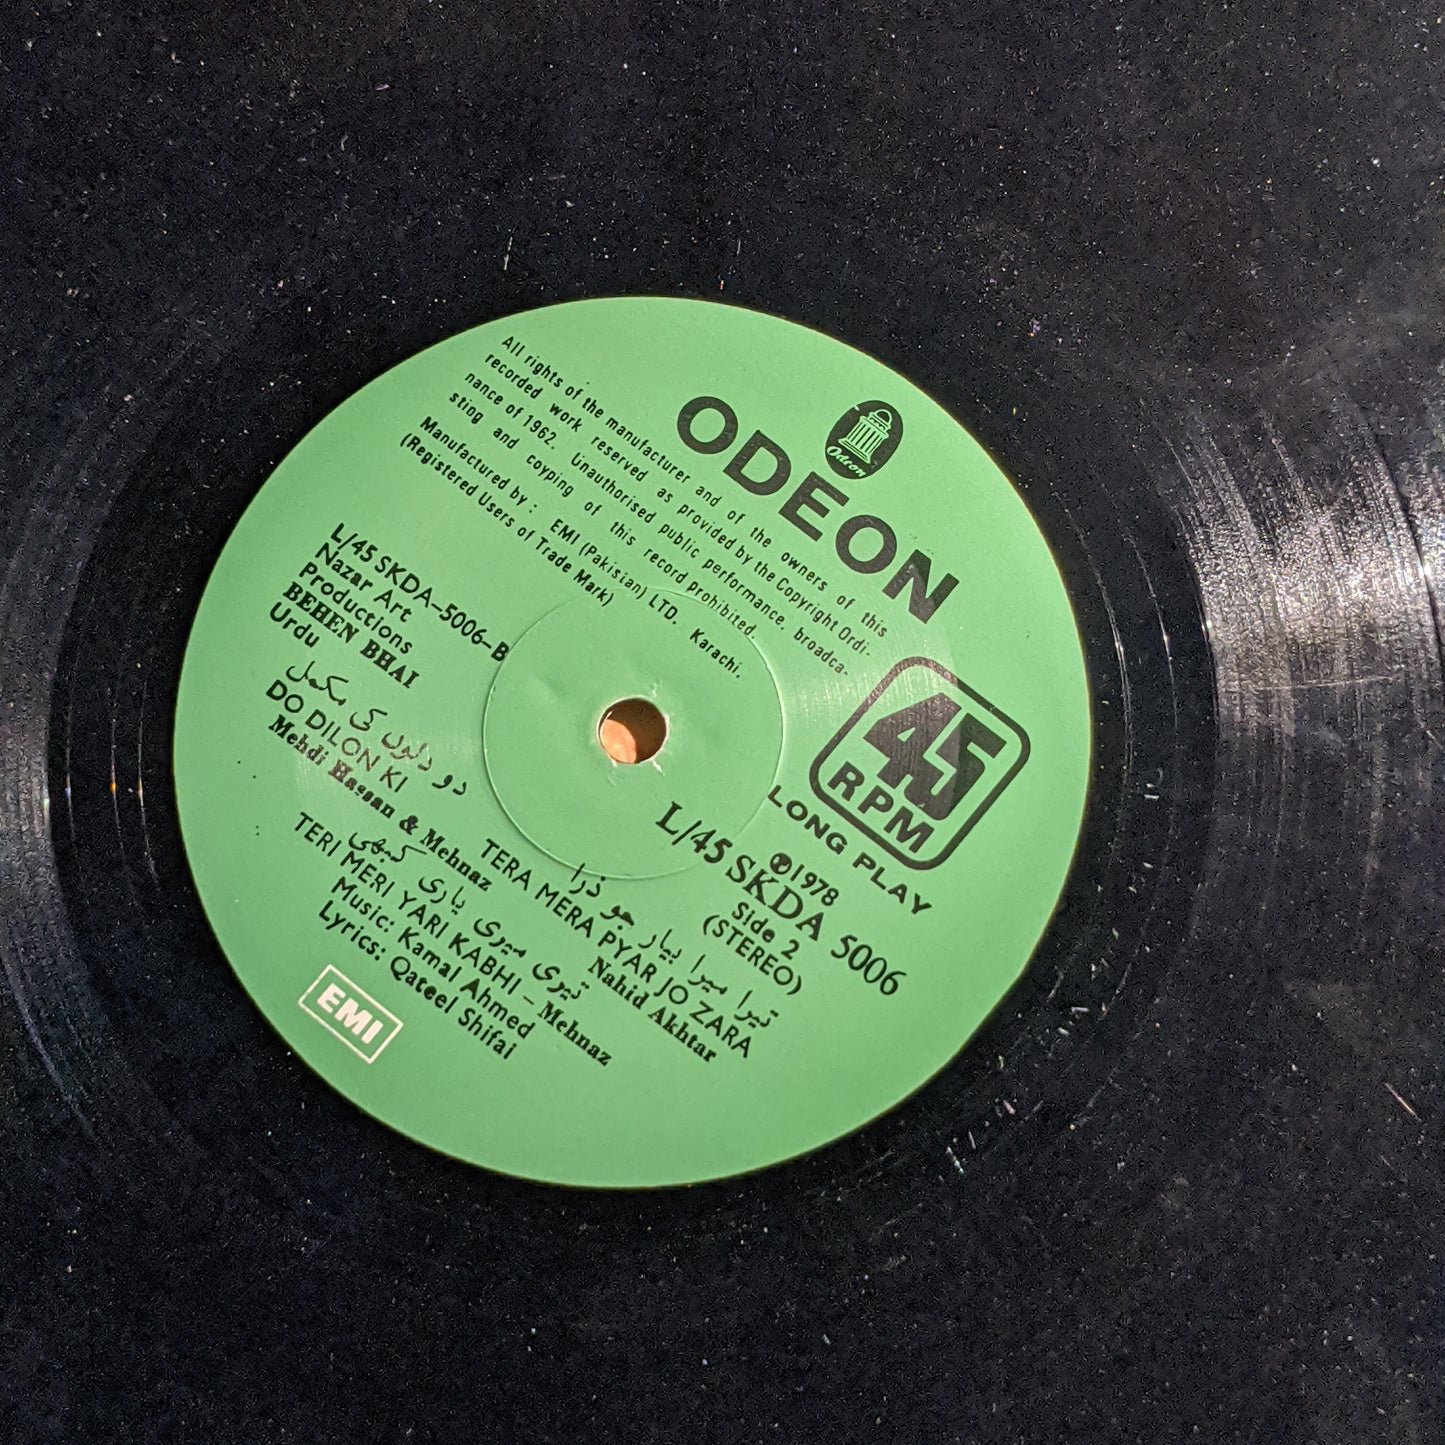 Odeon
ODEON
All rights of the manufacturer and of the owners of this
recorded work reserved as provided by the Copyright Ordi-
nance of 1962. Unauthorised public performance, broadca-
sting and coyping of this record prohibited.
Manufactured by : EMI (Pakisian) LTD. Karachi.
(Registered Users of Trade Mark)
45
RPM
LONG PLAY
Ⓟ1978
L/45 SKDA 5006
Side 2
(STEREO)
L/45 SKDA-5006-B
Nazar Art
Productions
BEHEN BHAI
Urdu
دو دلوں کی مکمل
DO DILON KI
Mehdi Hassan & Mehnaz
تیرا میرا پیار جو ذرا
TERA MERA PYAR JO ZARA
Nahid Akhtar
تیری میری یاری کبھی
TERI MERI YARI KABHI - Mehnaz
Music: Kamal Ahmed
Lyrics: Qateel Shifai
EMI